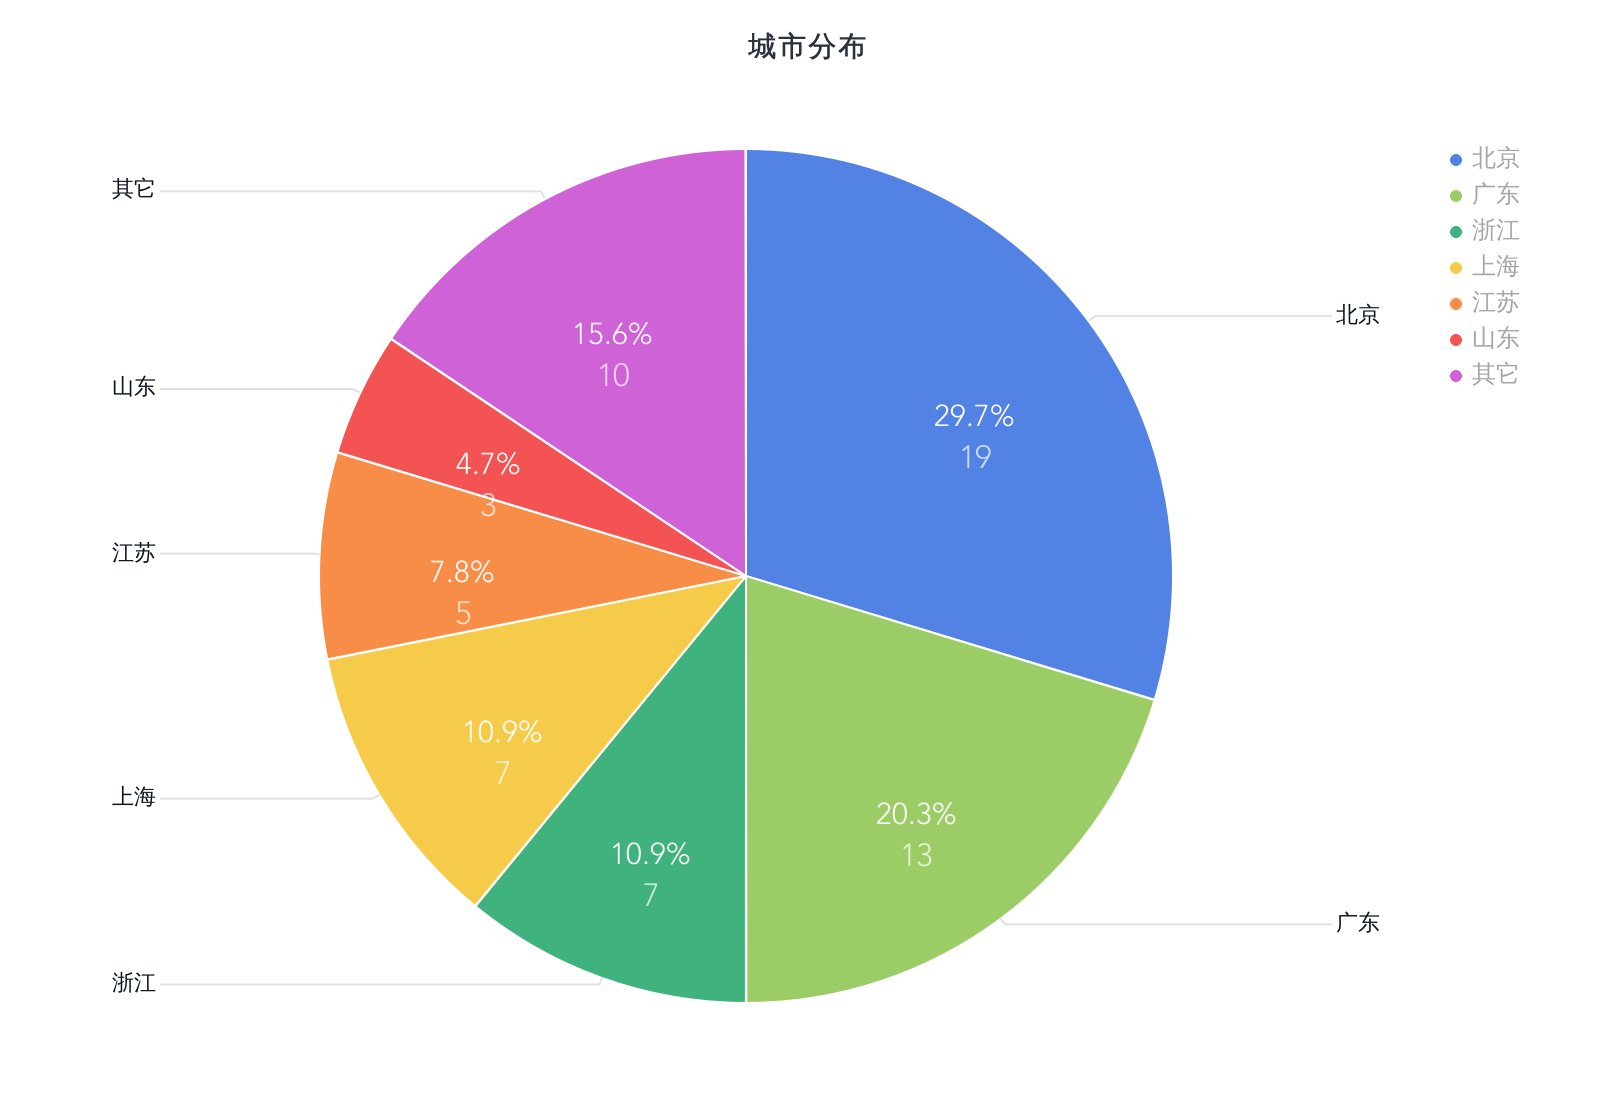 城市分布
其它
北京
广东
浙江
上海
江苏
山东
其它
北京
15.6%
10
山东
29.7%
19
4.7%
3
江苏
7.8%
5
10.9%
7
上海
20.3%
13
10.9%
7
广东
浙江